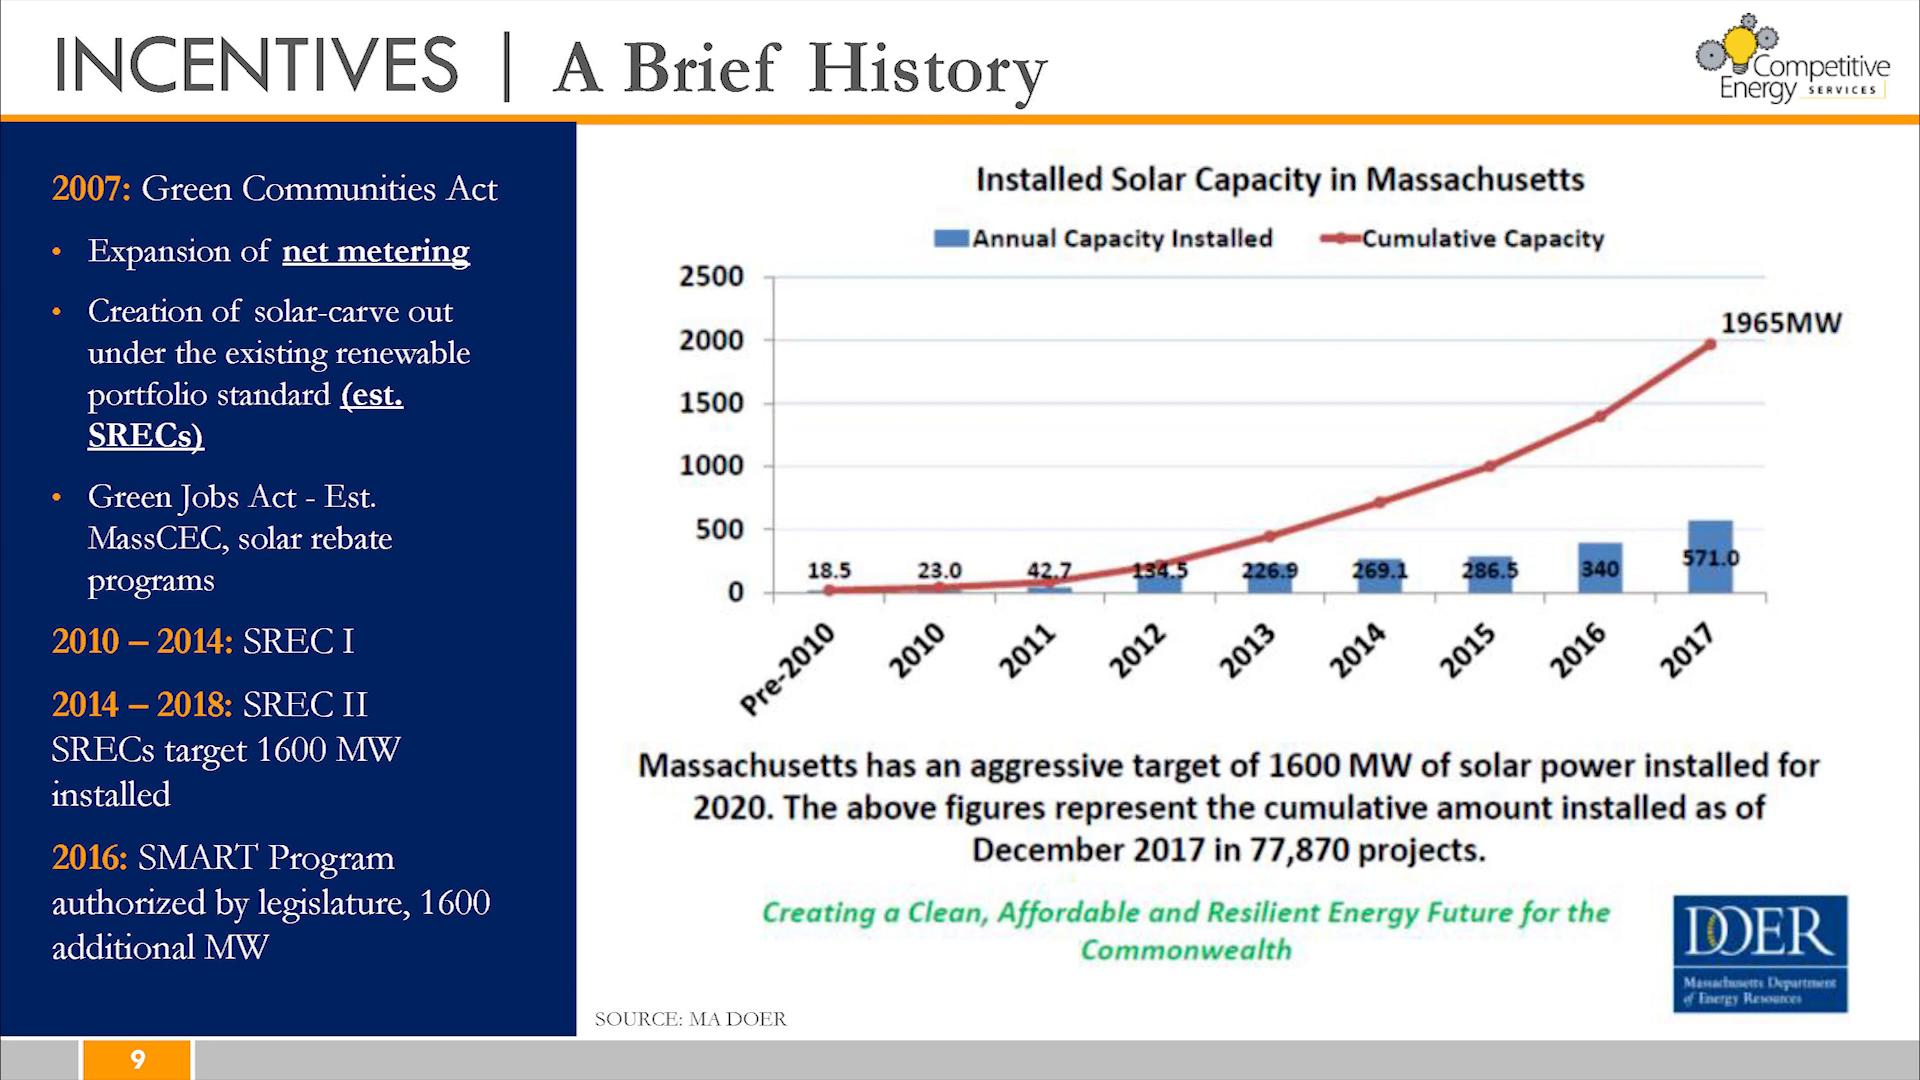 INCENTIVES | A Brief History
Competitive
Energy SERVICES
2007: Green Communities Act
• Expansion of net metering
• Creation of solar-carve out
under the existing renewable
portfolio standard (est.
SRECs)
• Green Jobs Act - Est.
MassCEC, solar rebate
programs
2010 – 2014: SREC I
2014 – 2018: SREC II
SRECs target 1600 MW
installed
2016: SMART Program
authorized by legislature, 1600
additional MW
Installed Solar Capacity in Massachusetts
Annual Capacity Installed Cumulative Capacity
2500
2000
1500
1000
500
0
1965MW
18.5 23.0 42.7 134.5 226.9 269.1 286.5 340 571.0
Pre-2010 2010 2011 2012 2013 2014 2015 2016 2017
Massachusetts has an aggressive target of 1600 MW of solar power installed for
2020. The above figures represent the cumulative amount installed as of
December 2017 in 77,870 projects.
Creating a Clean, Affordable and Resilient Energy Future for the
Commonwealth
DOER
Massachusetts Department
of Energy Resources
SOURCE: MA DOER
9